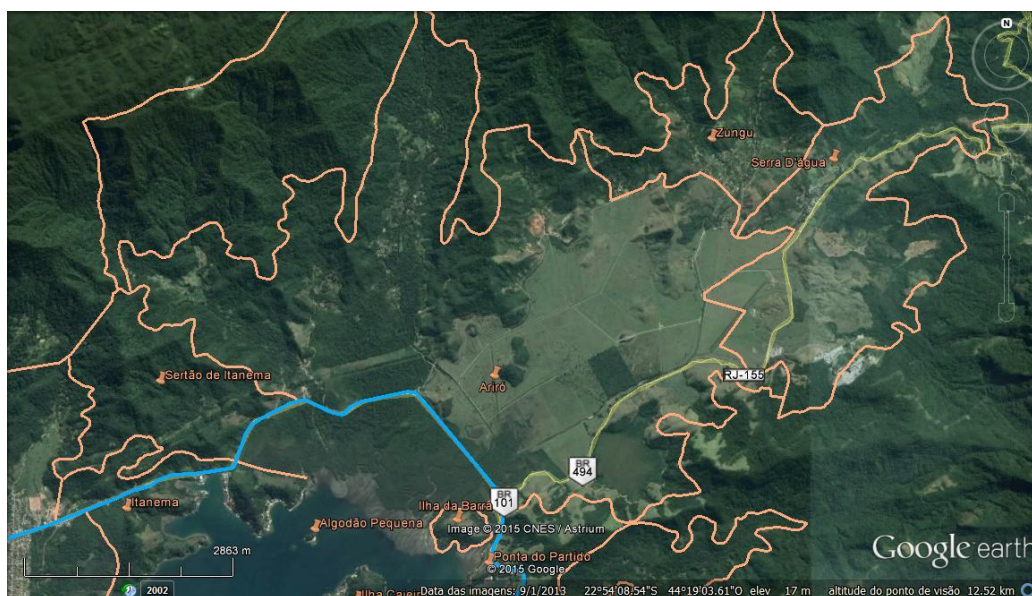 N
Zungu
Serra D'água
RJ-155
Sertão de Itanema
Ariró
BR
494
BR
101
Itanema
Ilha da Barra
Algodão Pequena
Image © 2015 CNES / Astrium
Ponta do Partido
© 2015 Google
2863 m
Google earth
2002
Data das imagens: 9/1/2013 22°54'08.54"S 44°19'03.61"O elev 17 m altitude do ponto de visão 12.52 km